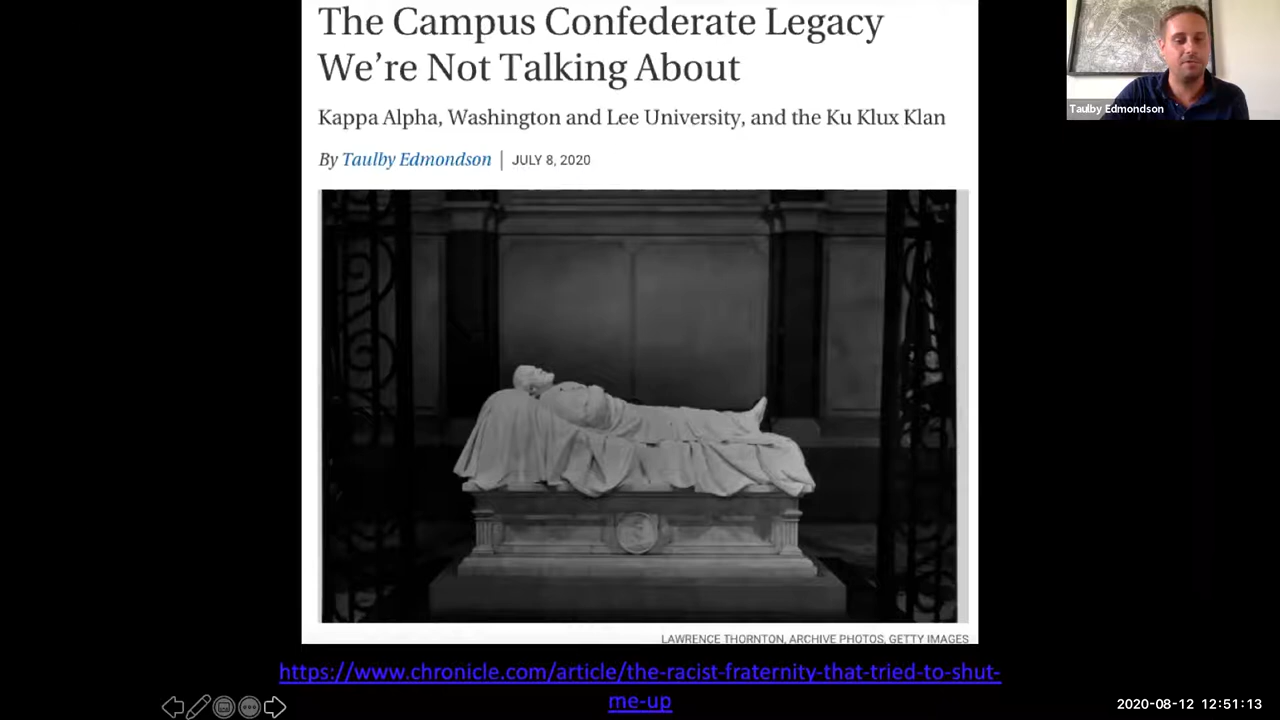 The Campus Confederate Legacy
We're Not Talking About
Kappa Alpha, Washington and Lee University, and the Ku Klux Klan
By Taulby Edmondson | JULY 8, 2020
Taulby Edmondson
LAWRENCE THORNTON, ARCHIVE PHOTOS, GETTY IMAGES
https://www.chronicle.com/article/the-racist-fraternity-that-tried-to-shut-
me-up
2020-08-12 12:51:13